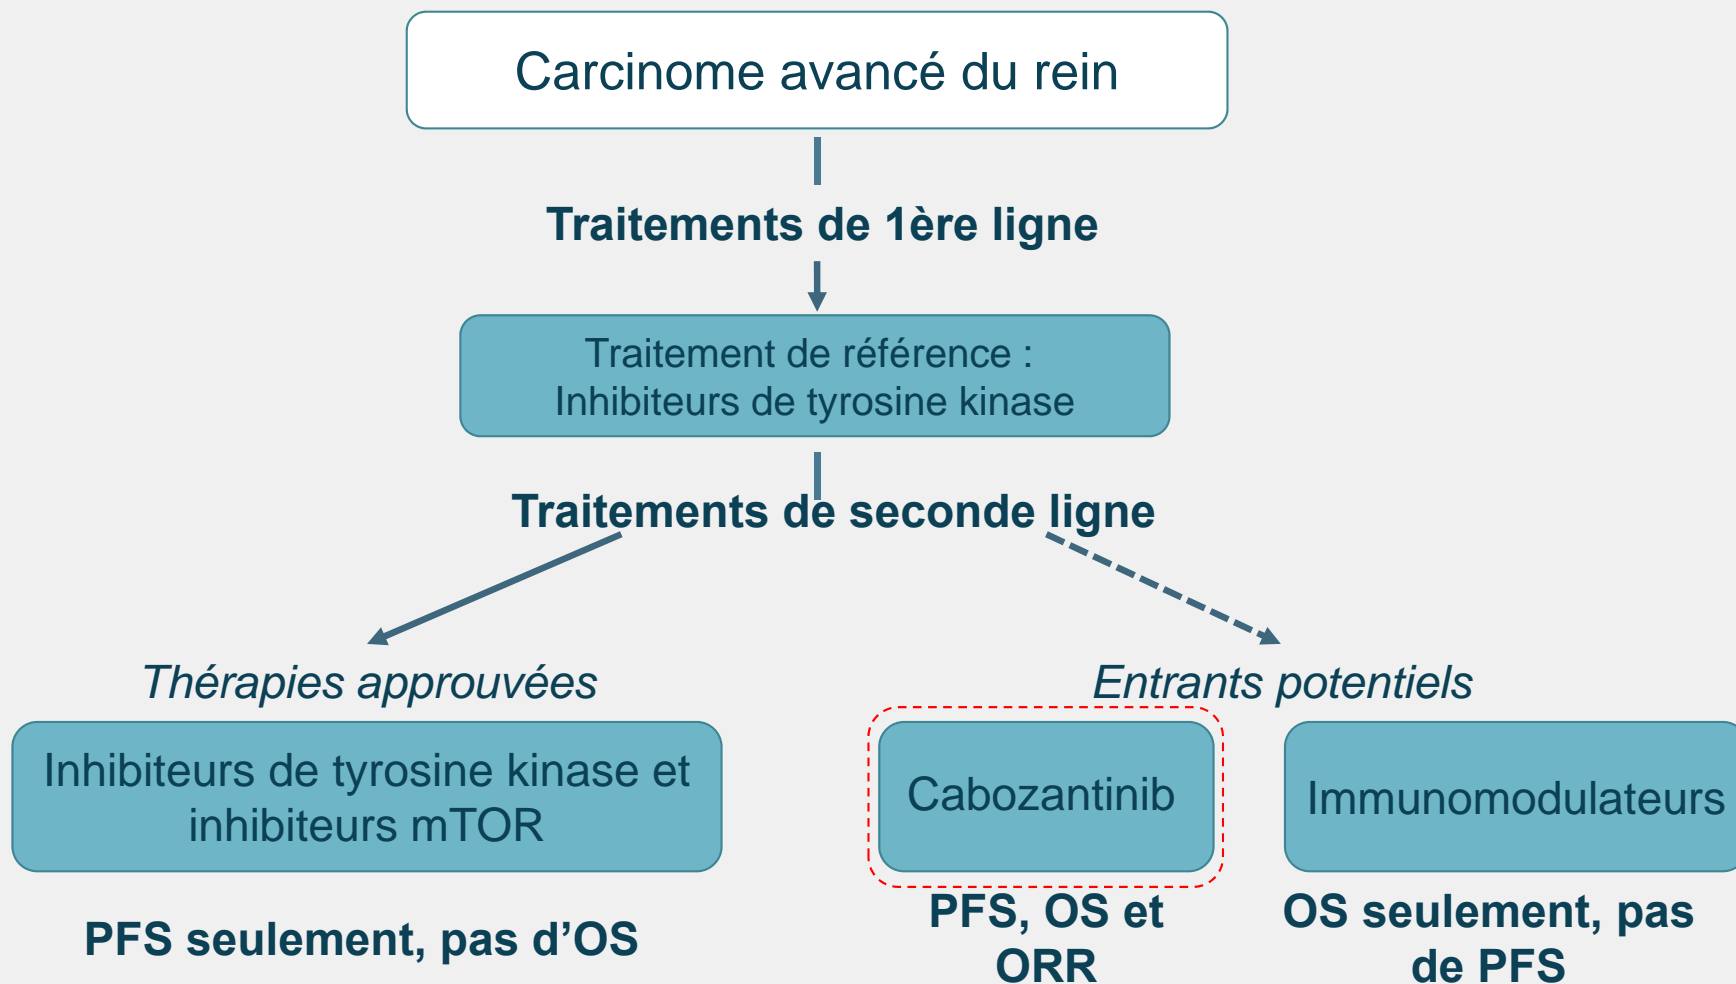 Carcinome avancé du rein
Traitements de 1ère ligne
Traitement de référence :
Inhibiteurs de tyrosine kinase
Traitements de seconde ligne
Thérapies approuvées
Inhibiteurs de tyrosine kinase et
inhibiteurs mTOR
PFS seulement, pas d’OS
Entrants potentiels
Cabozantinib
PFS, OS et
ORR
Immunomodulateurs
OS seulement, pas
de PFS